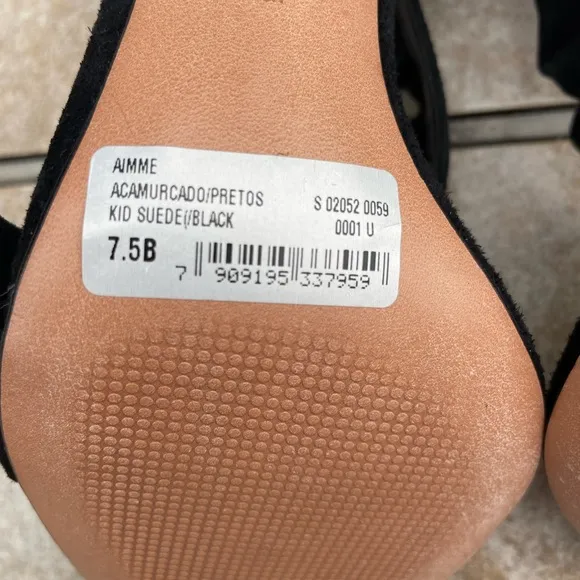 AIMME
ACAMURCADO/PRETOS
KID SUEDE(/BLACK
S 02052 0059
0001 U
7.5B
7 909195 337959